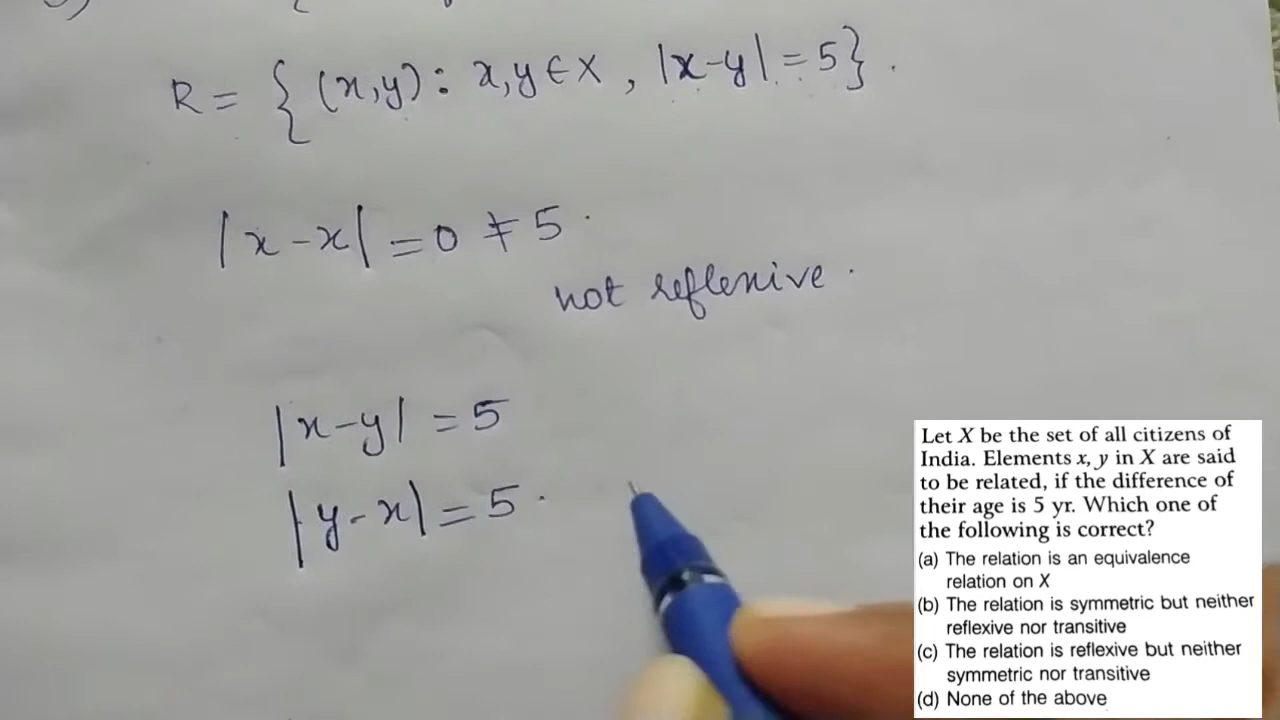 R = { (x,y) : x,y ∈ X , |x-y| = 5} .
|x-x| = 0 ≠ 5 .
not reflexive .
|x-y| = 5
|y-x| = 5 .
Let X be the set of all citizens of
India. Elements x, y in X are said
to be related, if the difference of
their age is 5 yr. Which one of
the following is correct?
(a) The relation is an equivalence
relation on X
(b) The relation is symmetric but neither
reflexive nor transitive
(c) The relation is reflexive but neither
symmetric nor transitive
(d) None of the above